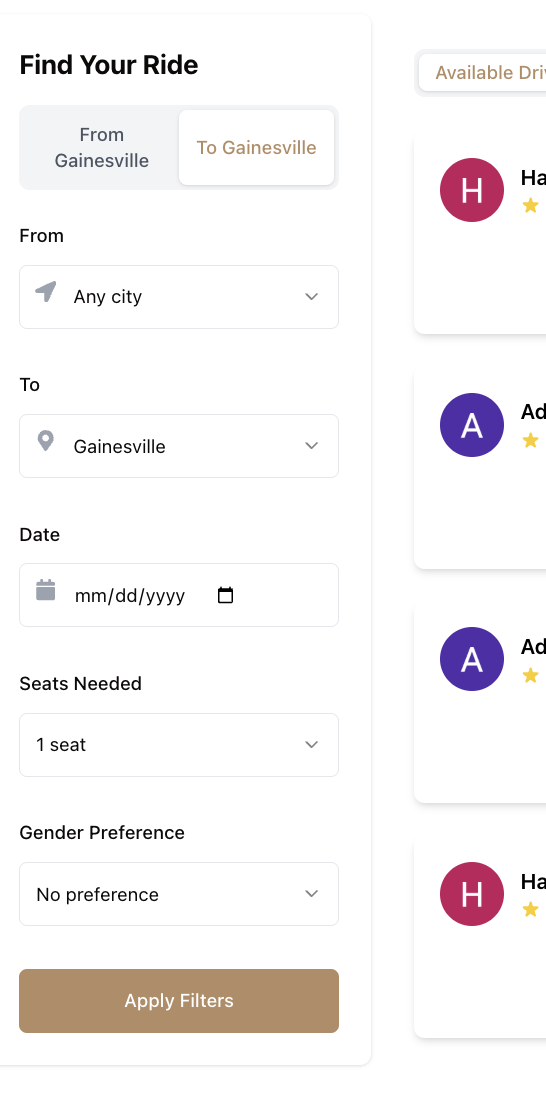 Find Your Ride
From
Gainesville
To Gainesville
From
Any city
To
Gainesville
Date
mm/dd/yyyy
Seats Needed
1 seat
Gender Preference
No preference
Apply Filters
Available Dri
H
Ha
A
Ad
A
Ad
H
Ha